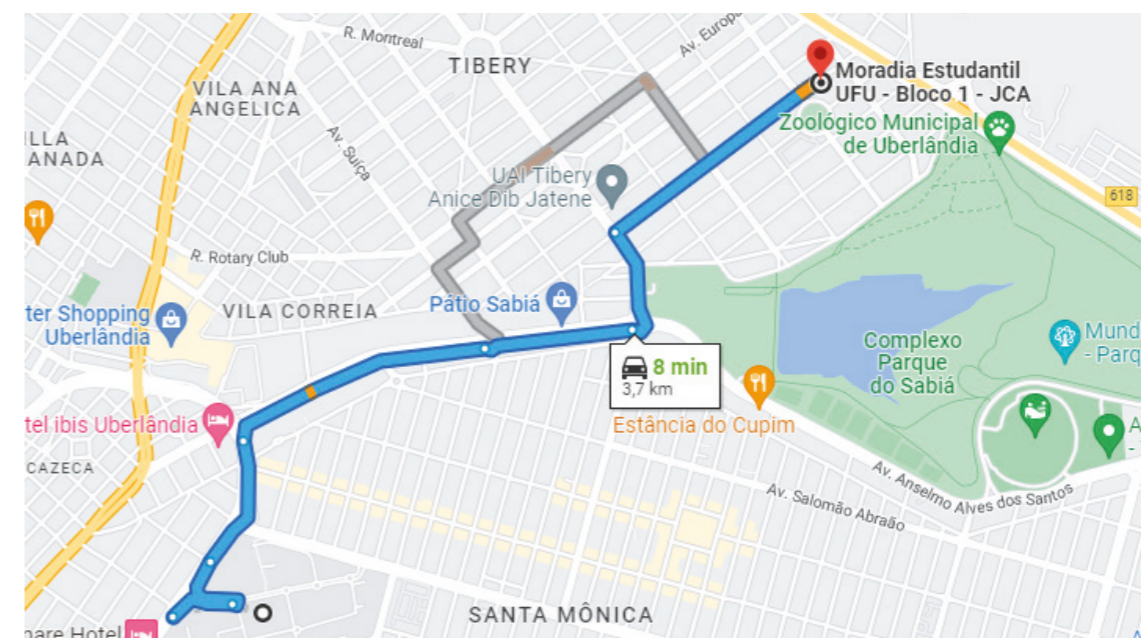 R. Montreal
Av. Europa
TIBERY
Moradia Estudantil
UFU - Bloco 1 - JCA
VILA ANA
ANGELICA
Zoológico Municipal
de Uberlândia
ILLA
ANADA
Av. Suíça
UAI Tibery
Anice Dib Jatene
618
R. Rotary Club
Pátio Sabiá
VILA CORREIA
ter Shopping
Uberlândia
Complexo
Parque
do Sabiá
Mund
- Parq
8 min
3,7 km
tel ibis Uberlândia
Estância do Cupim
A
-
CAZECA
Av. Anselmo Alves dos Santos
Av. Salomão Abraão
SANTA MÔNICA
pare Hotel